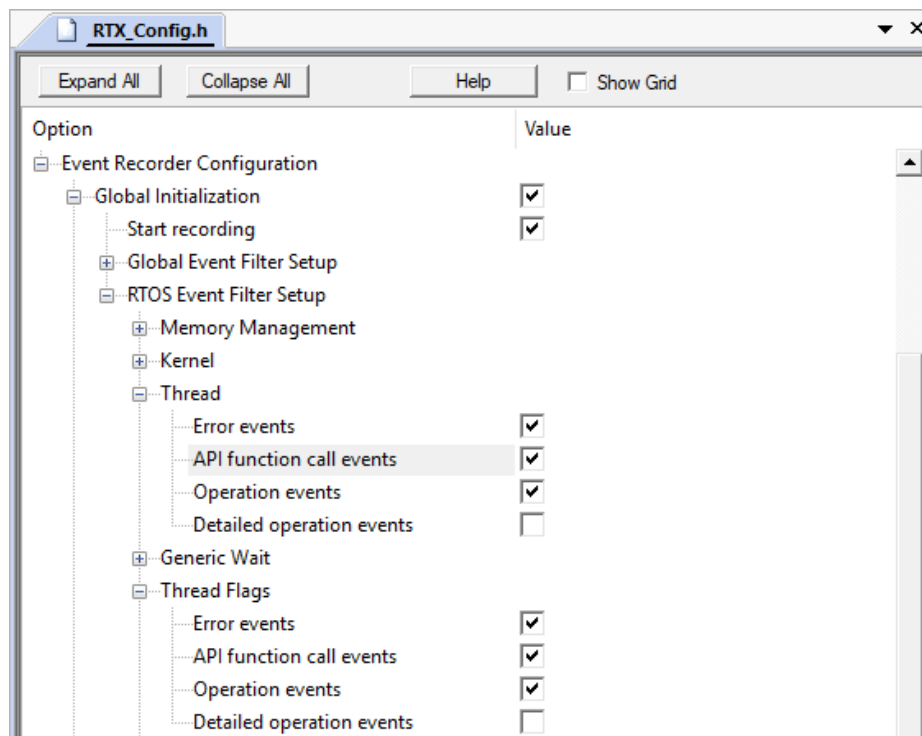 RTX_Config.h
Expand All Collapse All Help Show Grid
Option Value
Event Recorder Configuration
Global Initialization
Start recording
Global Event Filter Setup
RTOS Event Filter Setup
Memory Management
Kernel
Thread
Error events
API function call events
Operation events
Detailed operation events
Generic Wait
Thread Flags
Error events
API function call events
Operation events
Detailed operation events